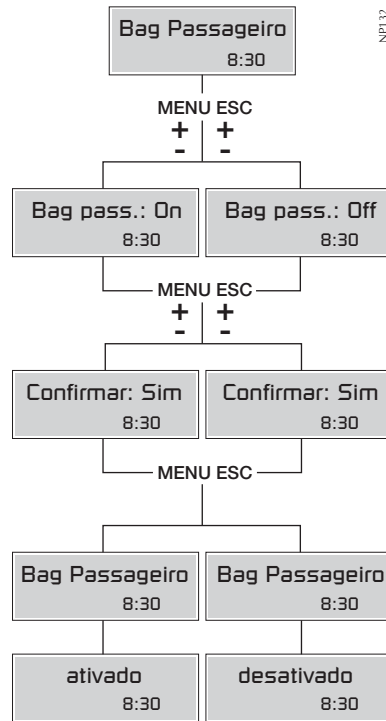 NP132
Bag Passageiro
8:30
MENU ESC
+ +
- -
Bag pass.: On
8:30
Bag pass.: Off
8:30
MENU ESC
+ +
- -
Confirmar: Sim
8:30
Confirmar: Sim
8:30
MENU ESC
Bag Passageiro
8:30
Bag Passageiro
8:30
ativado
8:30
desativado
8:30